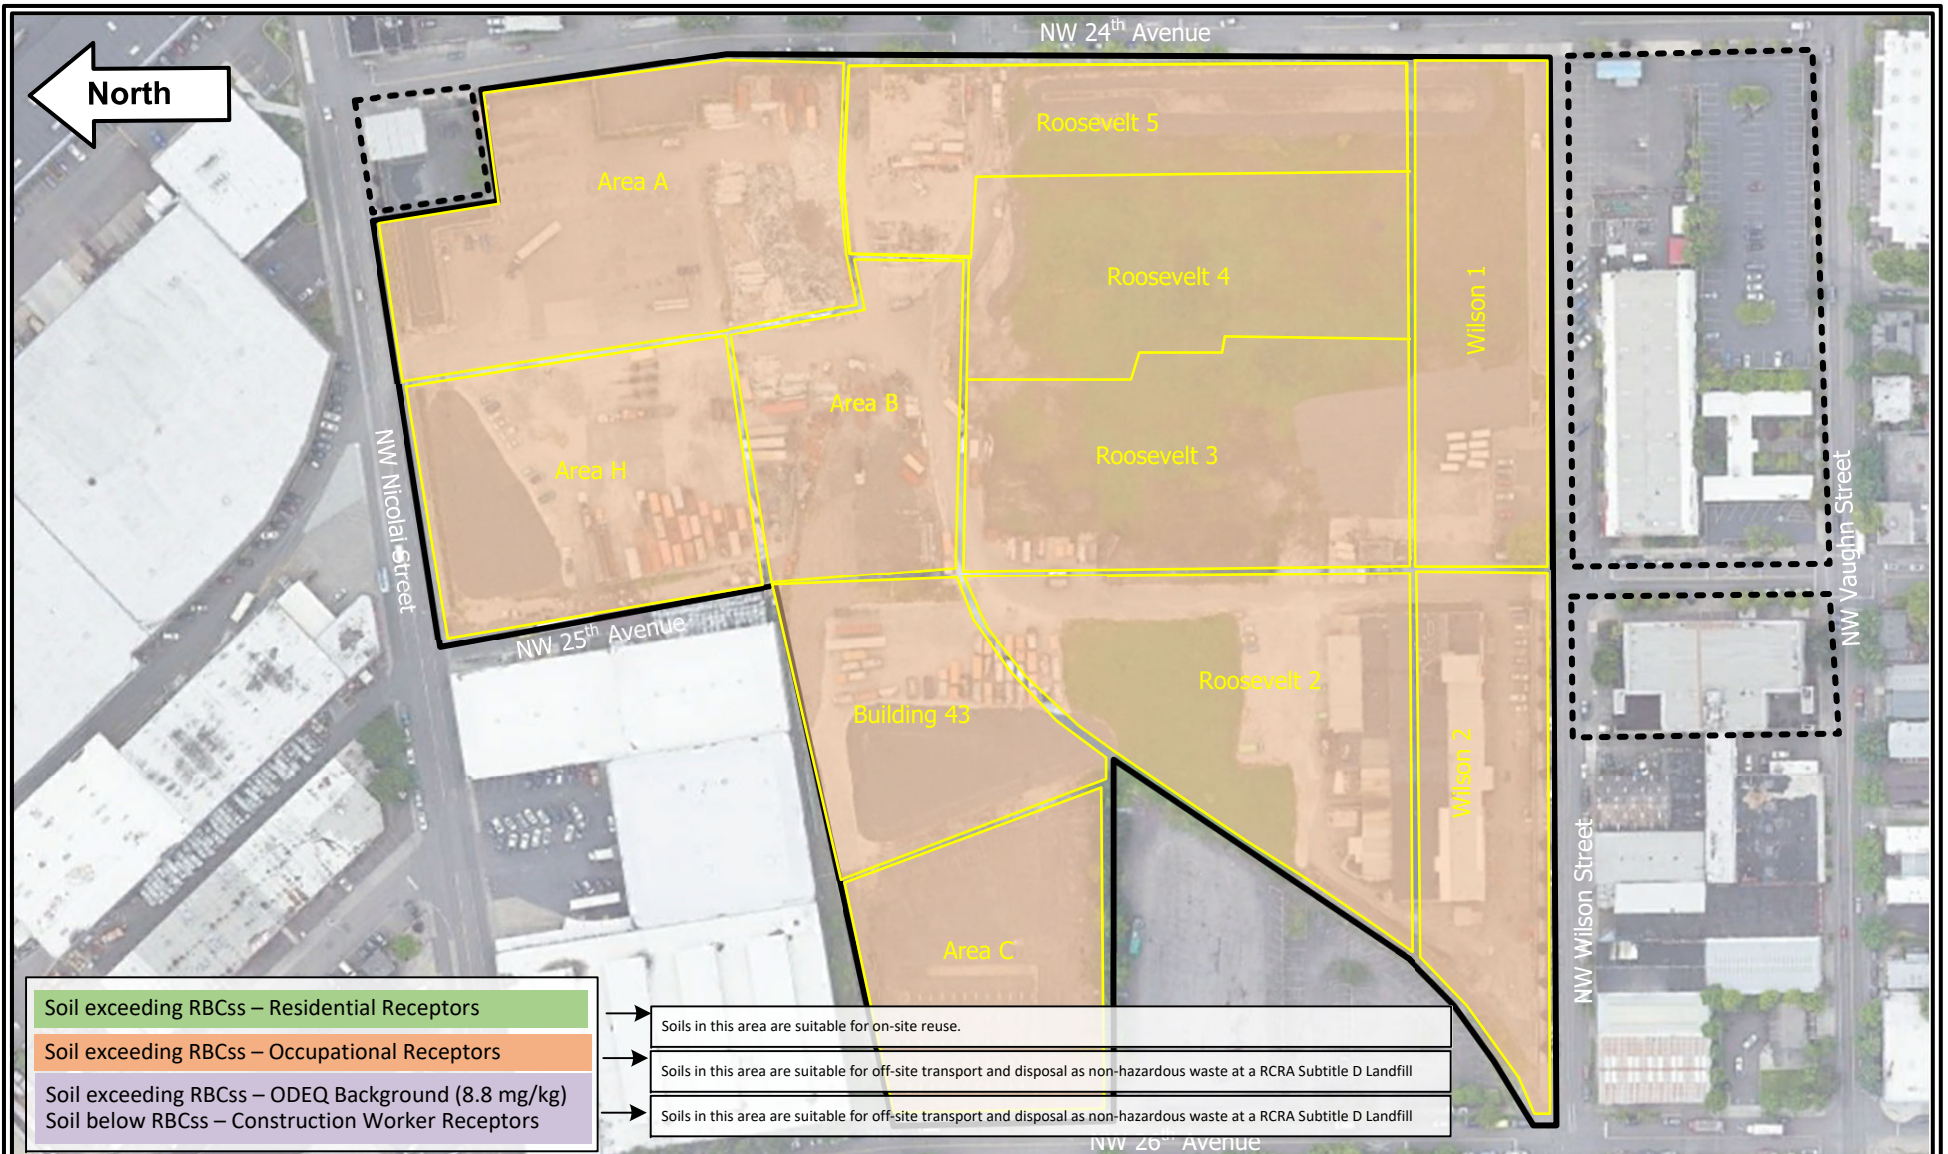 NW 24th Avenue
North
Roosevelt 5
Area A
Roosevelt 4
Wilson 1
Area B
Roosevelt 3
Area H
NW Nicolai Street
NW Vaughn Street
NW 25th Avenue
Roosevelt 2
Building 43
Wilson 2
NW Wilson Street
Area C
Soil exceeding RBCss – Residential Receptors
Soils in this area are suitable for on-site reuse.
Soil exceeding RBCss – Occupational Receptors
Soils in this area are suitable for off-site transport and disposal as non-hazardous waste at a RCRA Subtitle D Landfill
Soil exceeding RBCss – ODEQ Background (8.8 mg/kg)
Soil below RBCss – Construction Worker Receptors
Soils in this area are suitable for off-site transport and disposal as non-hazardous waste at a RCRA Subtitle D Landfill
NW 26th Avenue